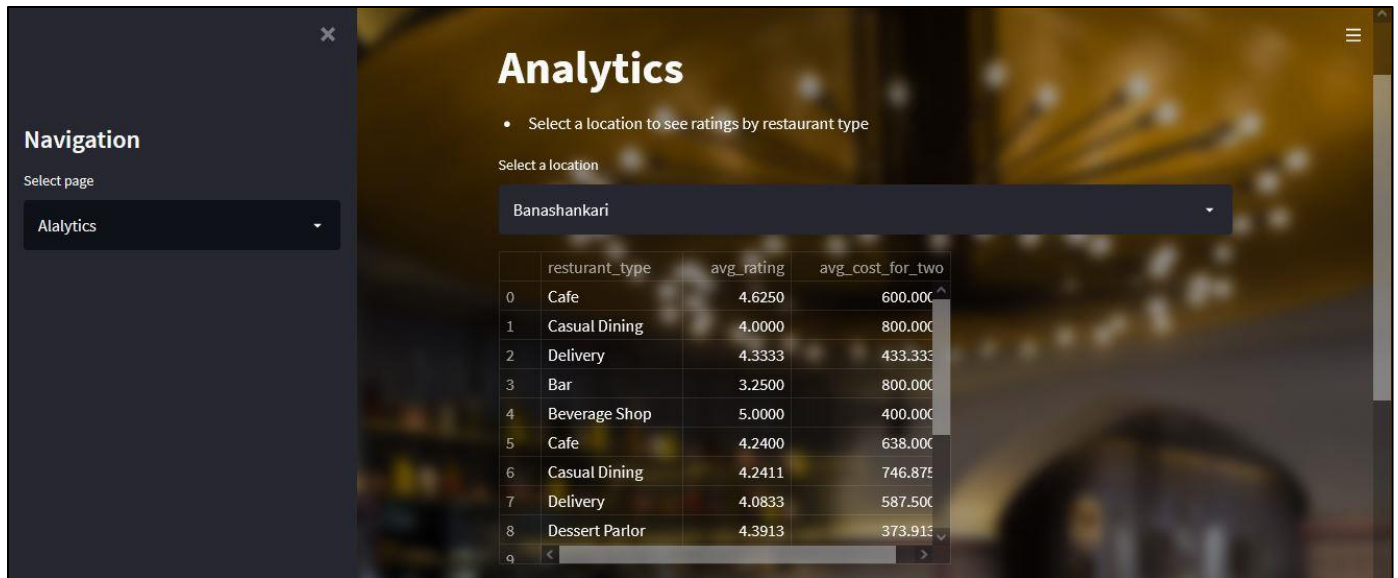 Navigation
Select page
Alalytics
Analytics
Select a location to see ratings by restaurant type
Select a location
Banashankari
resturant_type avg_rating avg_cost_for_two
0 Cafe 4.6250 600.000
1 Casual Dining 4.0000 800.000
2 Delivery 4.3333 433.333
3 Bar 3.2500 800.000
4 Beverage Shop 5.0000 400.000
5 Cafe 4.2400 638.000
6 Casual Dining 4.2411 746.875
7 Delivery 4.0833 587.500
8 Dessert Parlor 4.3913 373.913
9